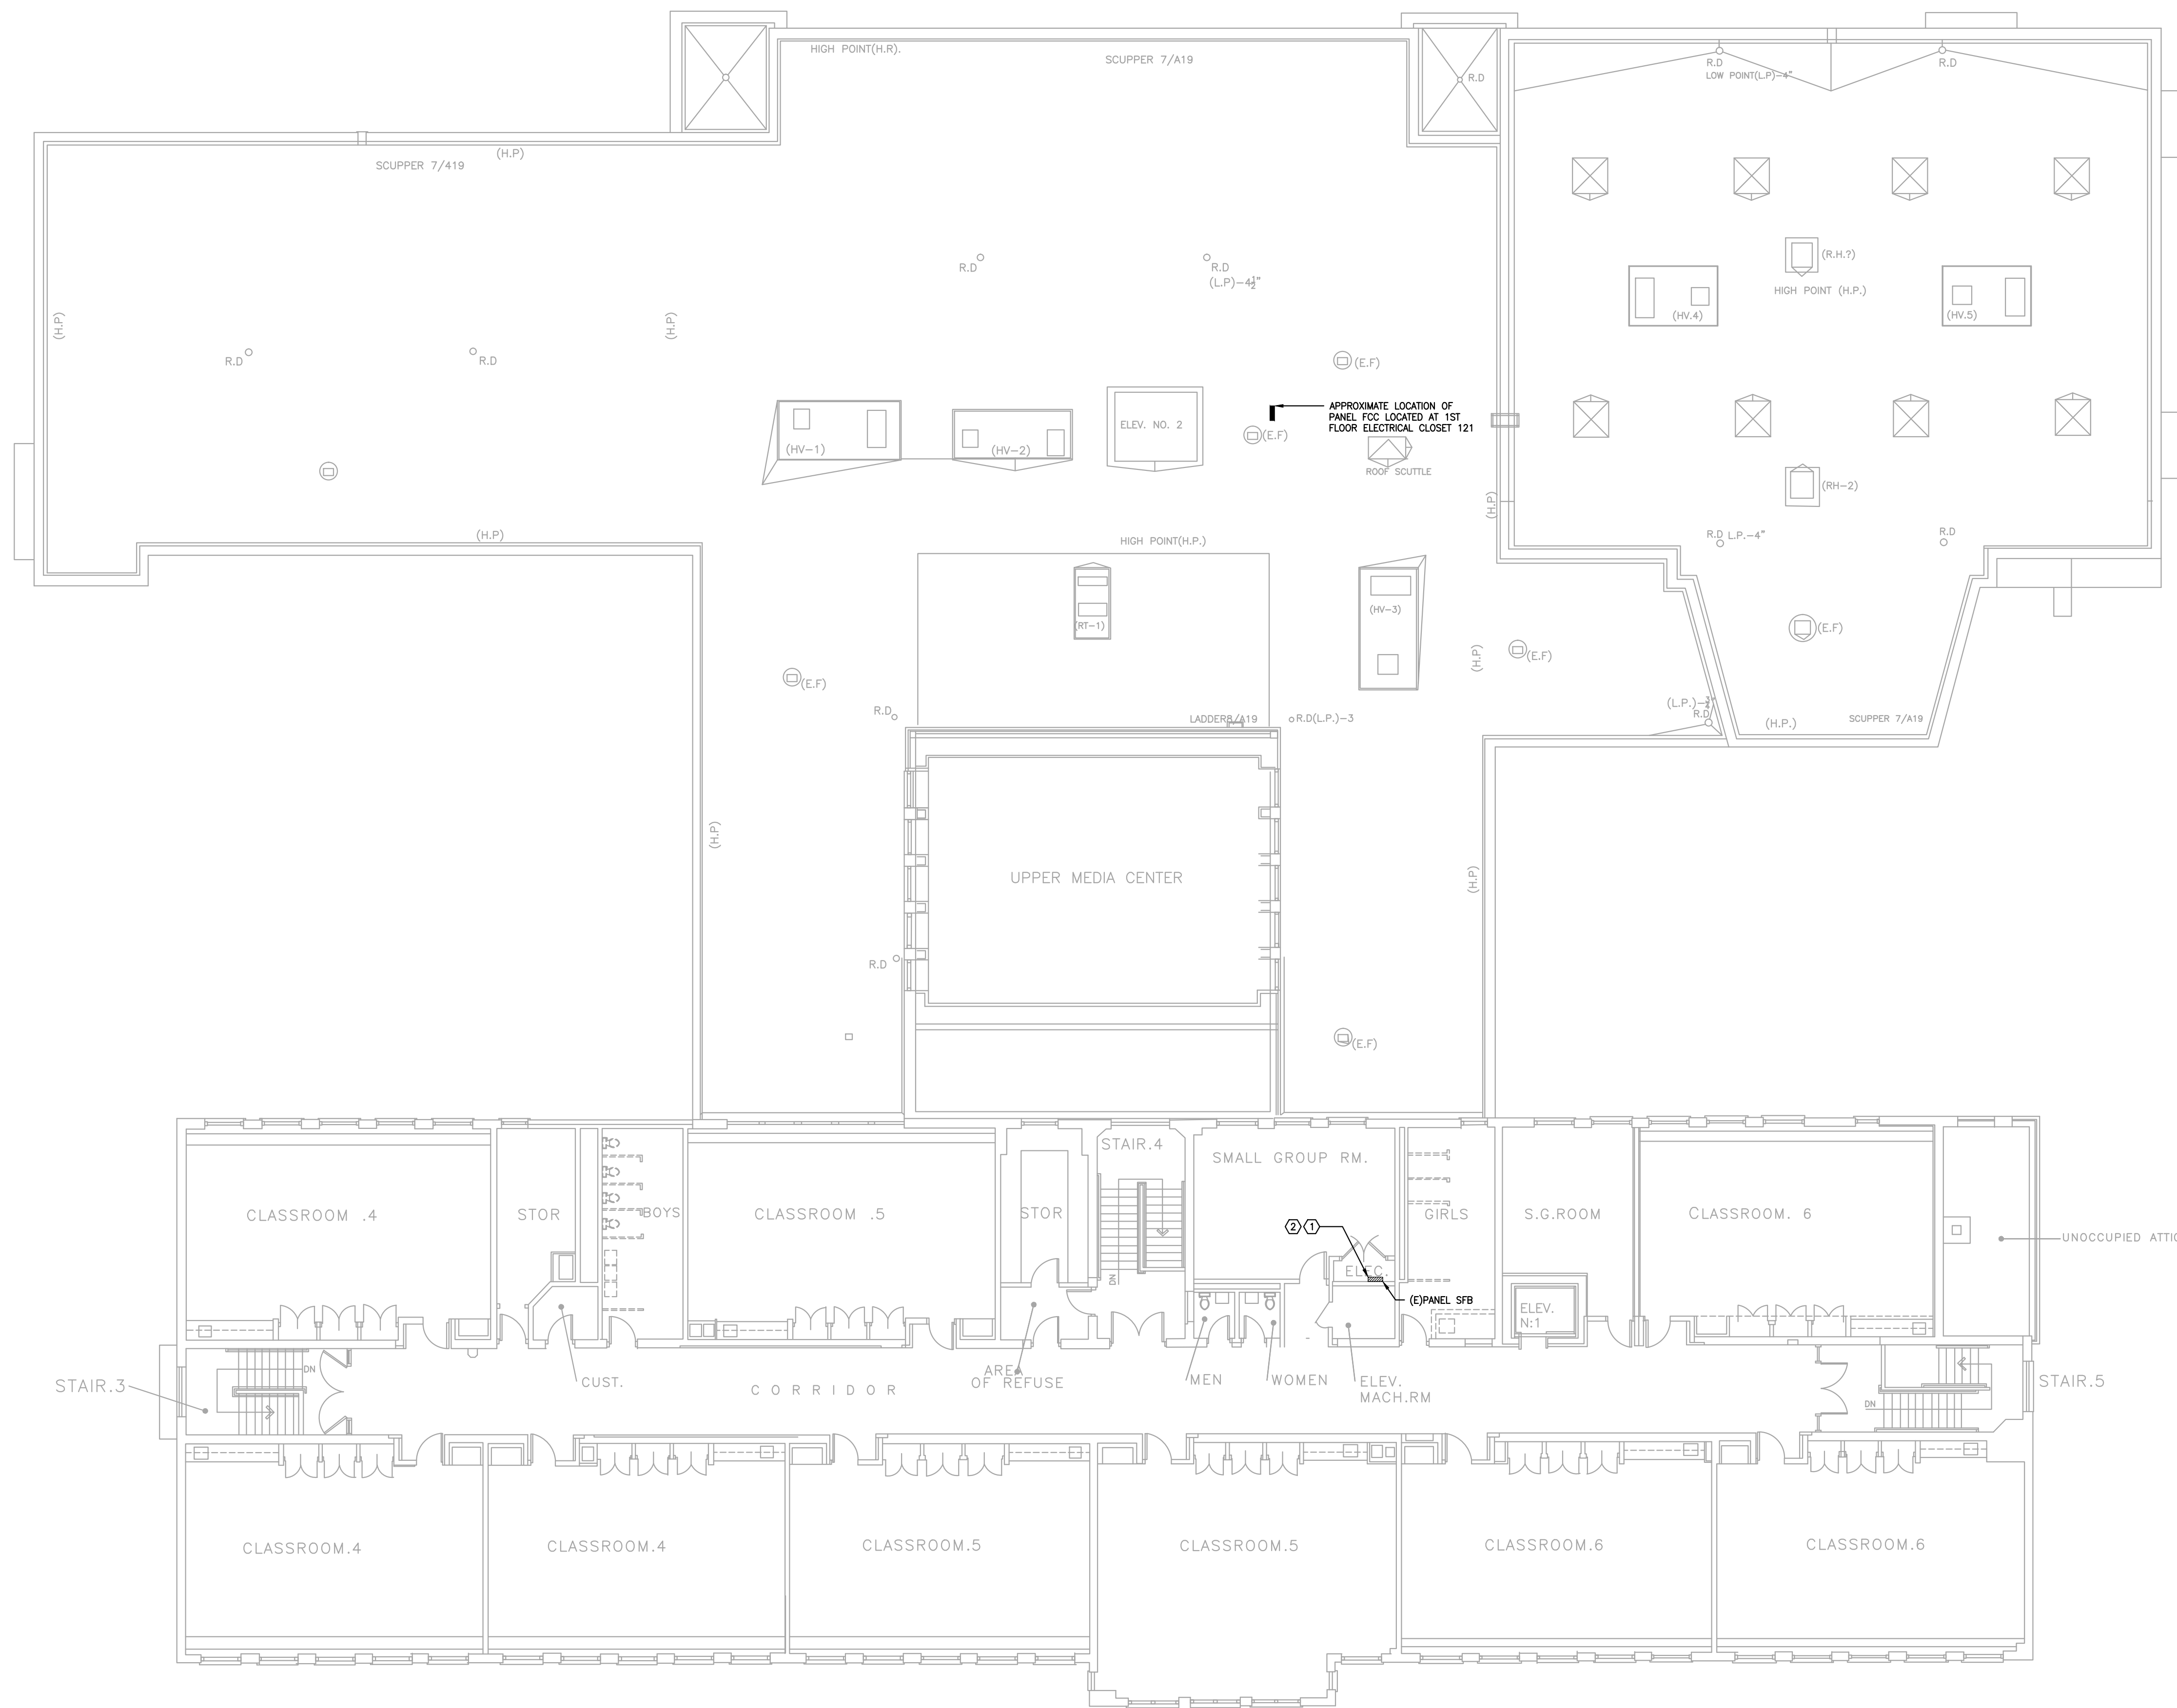 HIGH POINT(H.R).
SCUPPER 7/A19
R.D
R.D
LOW POINT(L.P)-4"
R.D
SCUPPER 7/419
(H.P)
R.D
R.D
(L.P)-4½"
(R.H.?)
HIGH POINT (H.P.)
(HV.4)
(HV.5)
(H.P)
(H.P)
R.D
R.D
(E.F)
APPROXIMATE LOCATION OF
PANEL FCC LOCATED AT 1ST
FLOOR ELECTRICAL CLOSET 121
ELEV. NO. 2
(E.F)
(HV-1)
(HV-2)
ROOF SCUTTLE
(RH-2)
(H.P)
(H.P)
HIGH POINT(H.P.)
R.D L.P.-4"
R.D
(HV-3)
(RT-1)
(E.F)
(E.F)
(H.P)
(E.F)
R.D
LADDER8/A19
R.D(L.P.)-3
(L.P.)-¾"
R.D
(H.P.)
SCUPPER 7/A19
(H.P)
UPPER MEDIA CENTER
(H.P)
R.D
(E.F)
STAIR.4
SMALL GROUP RM.
CLASSROOM .4
STOR
BOYS
CLASSROOM .5
STOR
GIRLS
S.G.ROOM
CLASSROOM. 6
2
1
UNOCCUPIED ATTIC
ELEC.
DN
(E)PANEL SFB
ELEV.
N:1
DN
STAIR.3
CUST.
CORRIDOR
AREA
OF REFUSE
MEN
WOMEN
ELEV.
MACH.RM
DN
STAIR.5
CLASSROOM.4
CLASSROOM.4
CLASSROOM.5
CLASSROOM.5
CLASSROOM.6
CLASSROOM.6